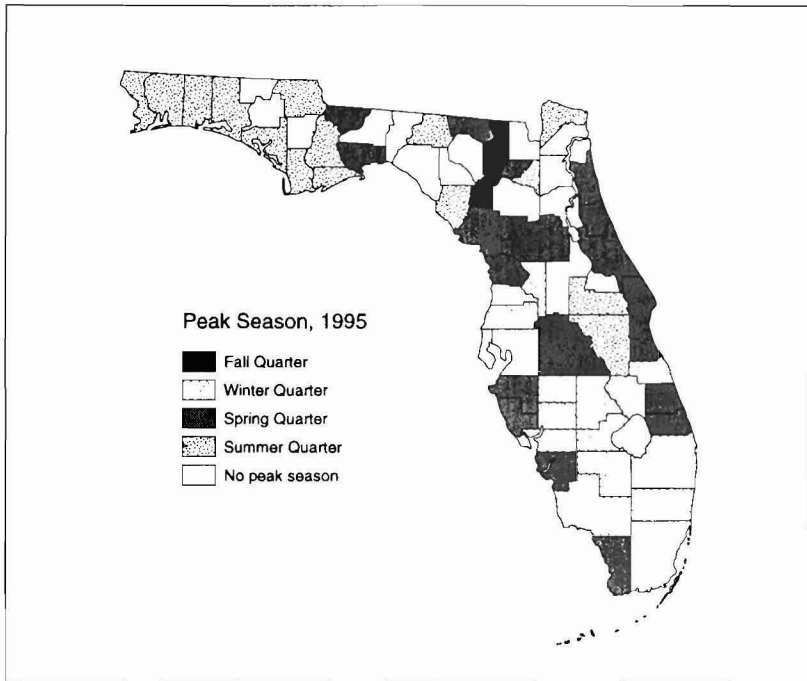 Peak Season, 1995
Fall Quarter
Winter Quarter
Spring Quarter
Summer Quarter
No peak season